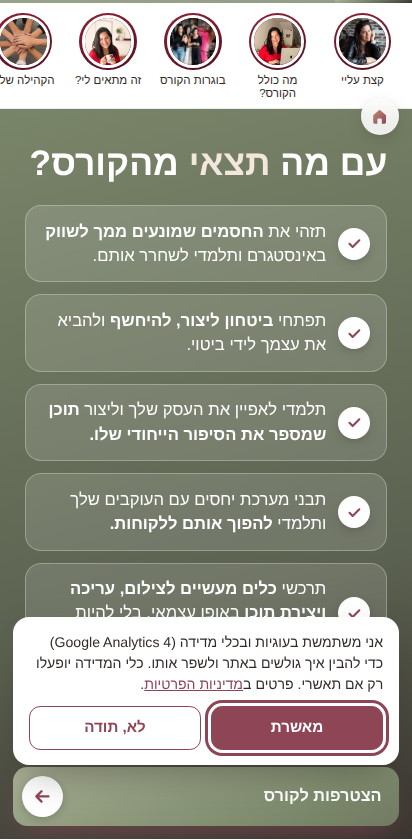 קצת עליי
מה כולל
הקורס?
בוגרות הקורס
זה מתאים לי?
הקהילה של
עם מה תצאי מהקורס?
תזהי את החסמים שמונעים ממך לשווק
באינסטגרם ותלמדי לשחרר אותם.
תפתחי ביטחון ליצור, להיחשף ולהביא
את עצמך לידי ביטוי.
תלמדי לאפיין את העסק שלך וליצור תוכן
שמספר את הסיפור הייחודי שלו.
תבני מערכת יחסים עם העוקבים שלך
ותלמדי להפוך אותם ללקוחות.
תרכשי כלים מעשיים לצילום, עריכה
ויצירת תוכן באופן עצמאי, בלי להיות
אני משתמשת בעוגיות ובכלי מדידה (Google Analytics 4)
כדי להבין איך גולשים באתר ולשפר אותו. כלי המדידה יופעלו
רק אם תאשרי. פרטים במדיניות הפרטיות.
מאשרת
לא, תודה
הצטרפות לקורס